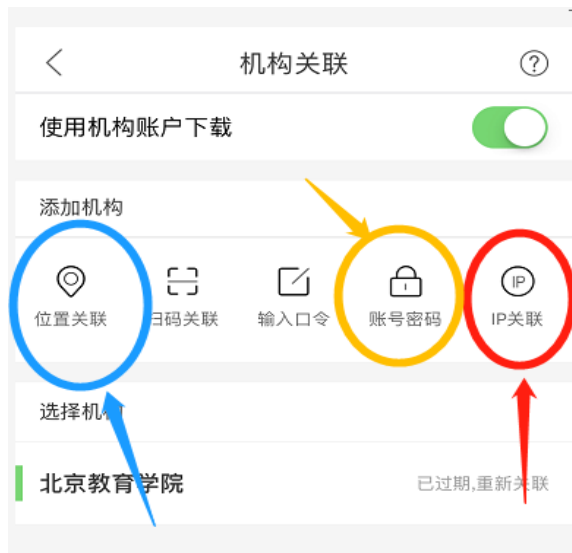 机构关联
使用机构账户下载
添加机构
位置关联 扫码关联 输入口令 账号密码 IP IP关联
选择机构
北京教育学院 已过期,重新关联